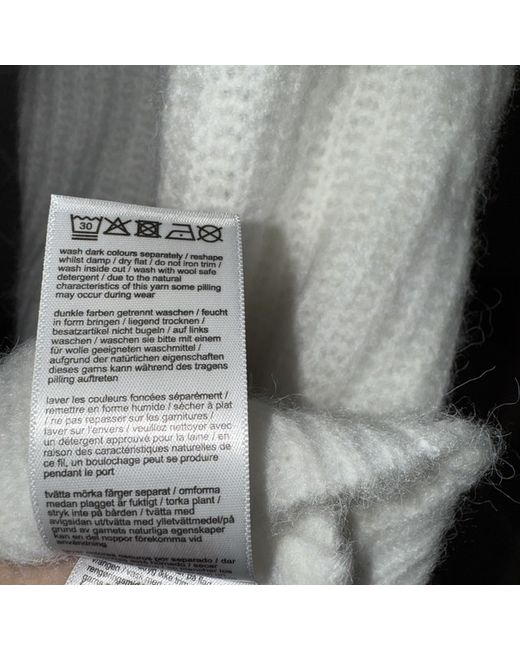 30
wash dark colours separately / reshape
whilst damp / dry flat / do not iron trim /
wash inside out / wash with wool safe
detergent / due to the natural
characteristics of this yarn some pilling
may occur during wear
dunkle farben getrennt waschen / feucht
in form bringen / liegend trocknen /
besatzartikel nicht bugeln / auf links
waschen / waschen sie bitte mit einem
für wolle geeigneten waschmittel /
aufgrund der natürlichen eigenschaften
dieses garns kann während des tragens
pilling auftreten
laver les couleurs foncées séparément /
remettre en forme humide / sécher à plat
/ ne pas repasser sur les garnitures /
laver sur l'envers / veuillez nettoyer avec
un détergent approuvé pour la laine / en
raison des caractéristiques naturelles de
ce fil, un boulochage peut se produire
pendant le port
tvätta mörka färger separat / omforma
medan plagget är fuktigt / torka plant /
stryk inte på bården / tvätta med
avigsidan ut/tvätta med ylletvättmedel/på
grund av garnets naturliga egenskaper
kan en del noppor förekomma vid
användning
por separado / dar